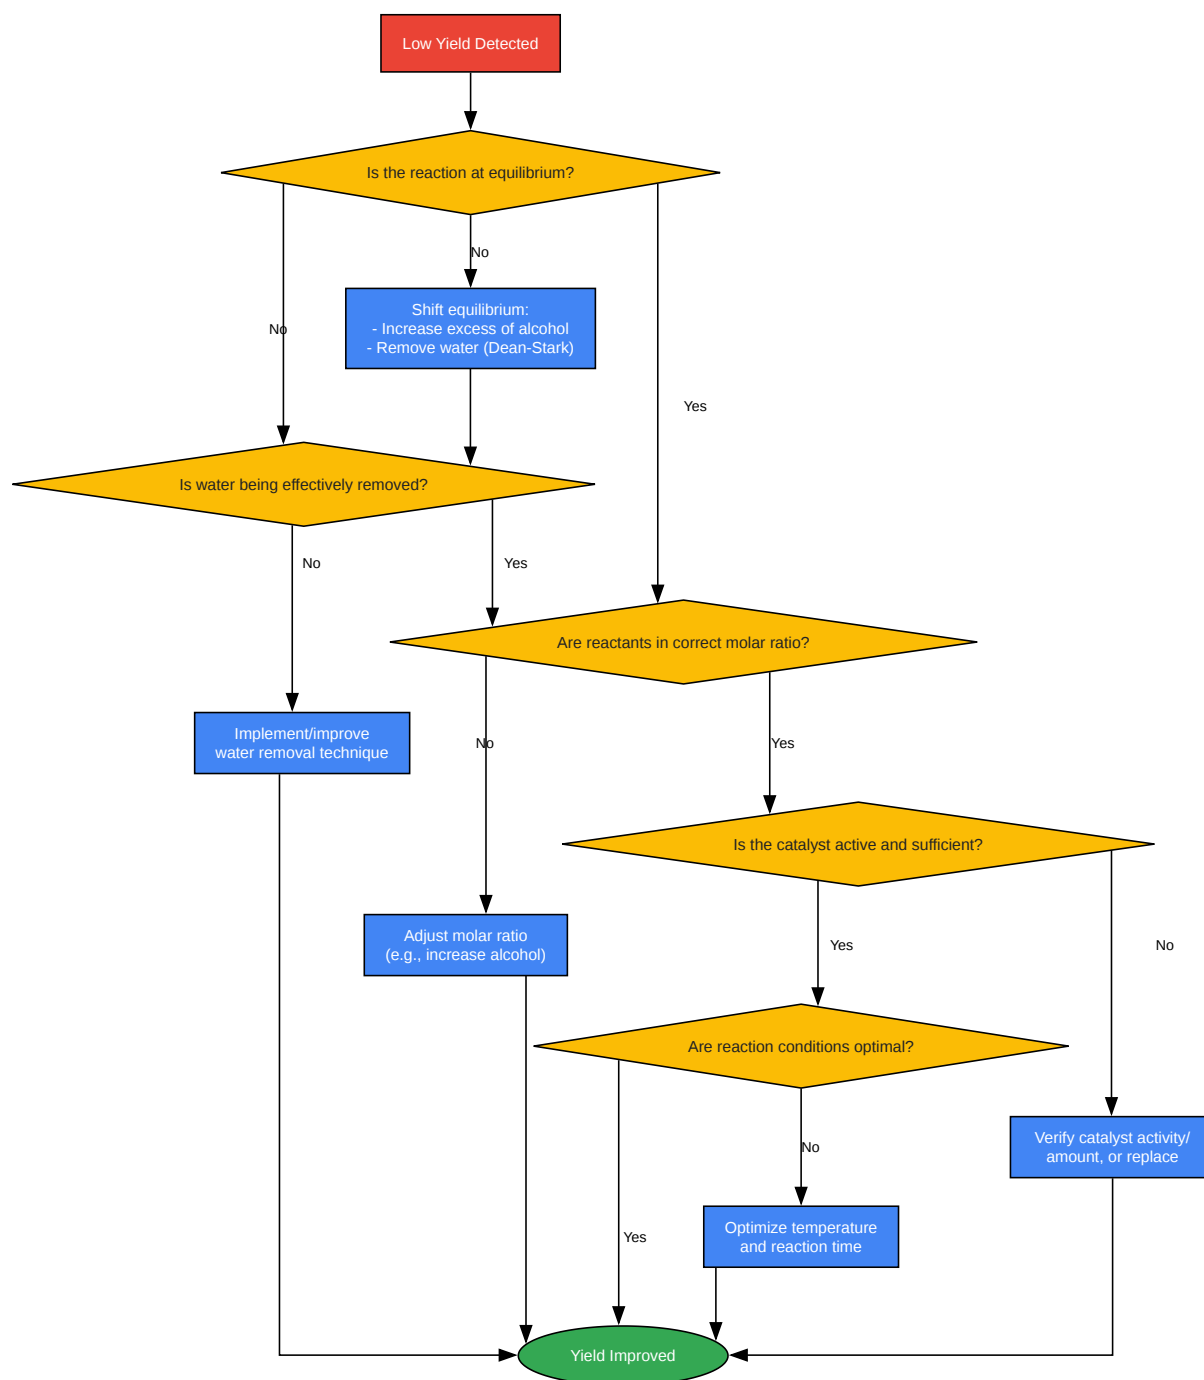 Low Yield Detected
Is the reaction at equilibrium?
No
Shift equilibrium:
- Increase excess of alcohol
- Remove water (Dean-Stark)
No
Yes
Is water being effectively removed?
No
Yes
Are reactants in correct molar ratio?
Implement/improve
water removal technique
No
Yes
Is the catalyst active and sufficient?
Adjust molar ratio
(e.g., increase alcohol)
Yes
No
Are reaction conditions optimal?
Verify catalyst activity/
amount, or replace
No
Optimize temperature
and reaction time
Yes
Yield Improved